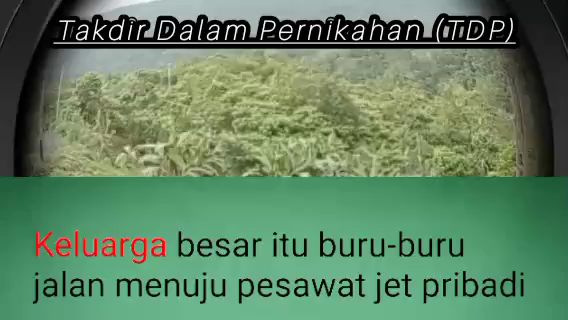 Takdir Dalam Pernikahan (TDP)
Keluarga besar itu buru-buru
jalan menuju pesawat jet pribadi